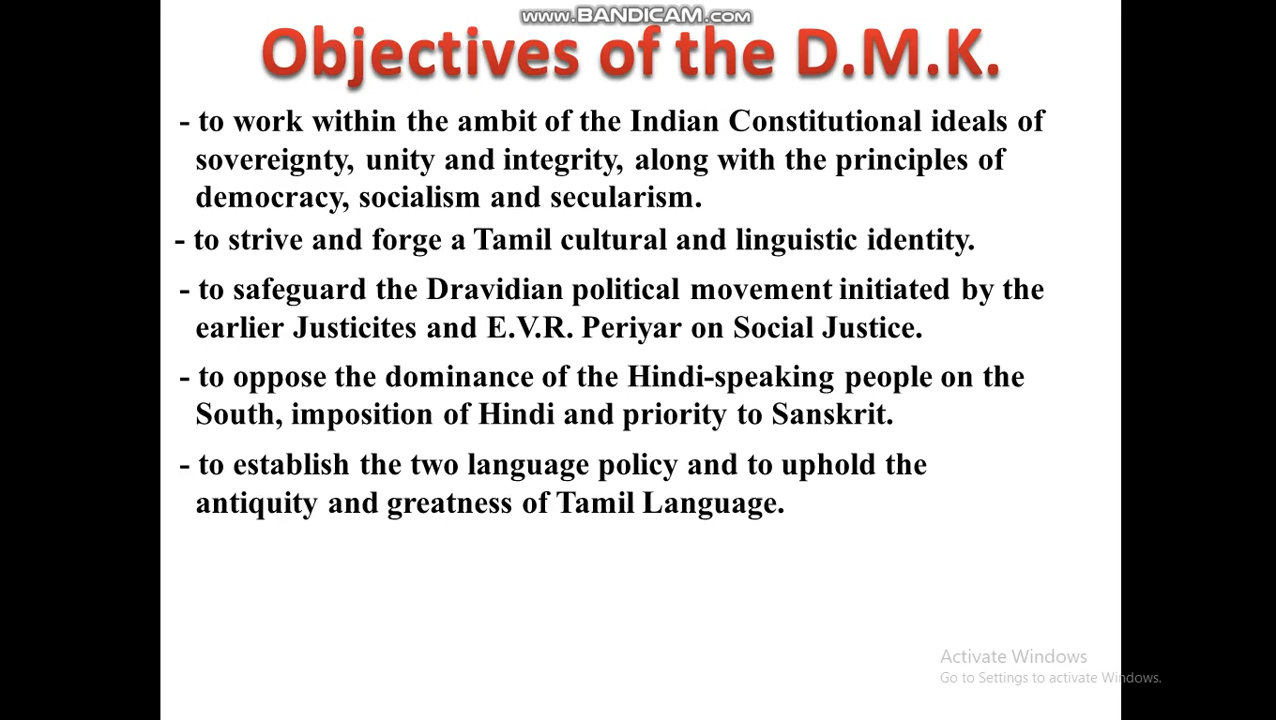 www.BANDICAM.com
Objectives of the D.M.K.
- to work within the ambit of the Indian Constitutional ideals of
sovereignty, unity and integrity, along with the principles of
democracy, socialism and secularism.
- to strive and forge a Tamil cultural and linguistic identity.
- to safeguard the Dravidian political movement initiated by the
earlier Justicites and E.V.R. Periyar on Social Justice.
- to oppose the dominance of the Hindi-speaking people on the
South, imposition of Hindi and priority to Sanskrit.
- to establish the two language policy and to uphold the
antiquity and greatness of Tamil Language.
Activate Windows
Go to Settings to activate Windows.